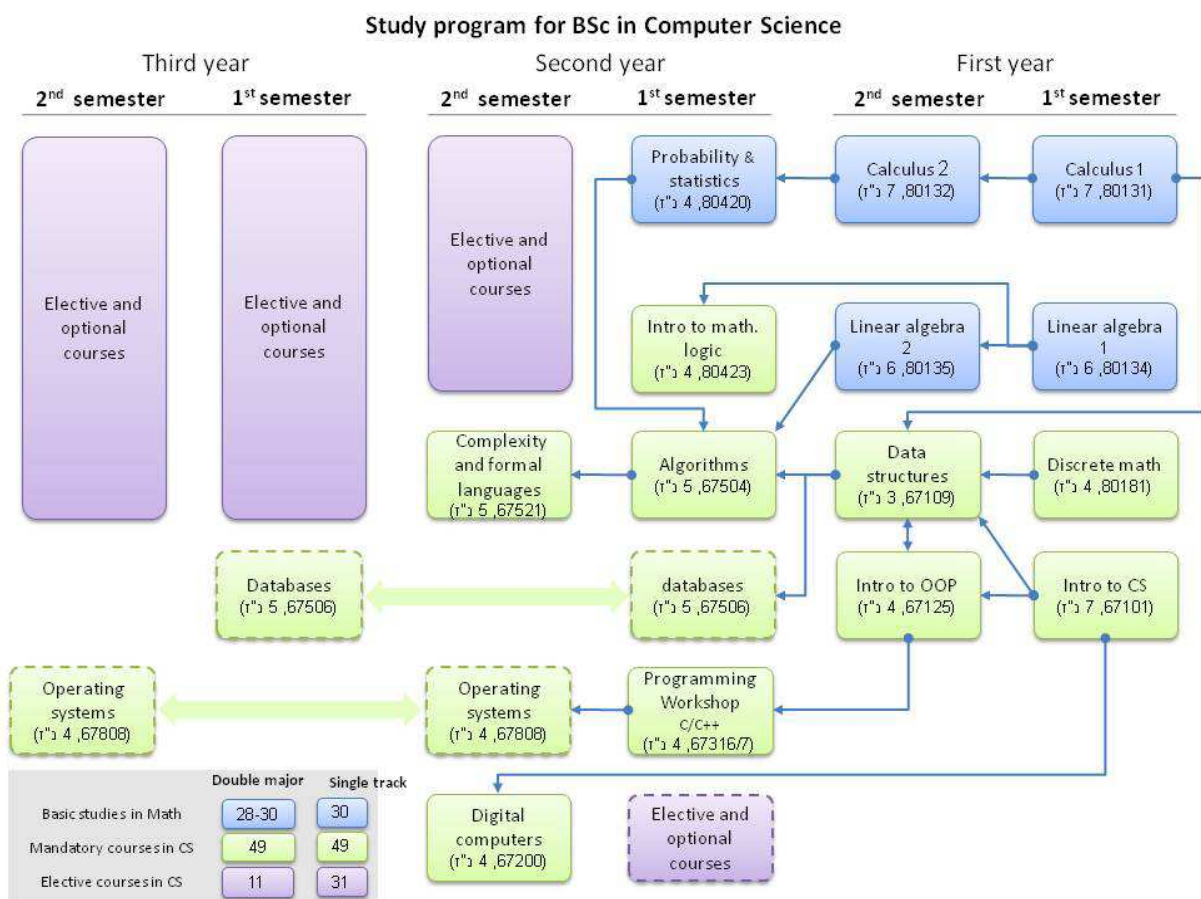 Study program for BSc in Computer Science
Third year
Second year
First year
2nd semester
1st semester
2nd semester
1st semester
2nd semester
1st semester
Elective and
optional
courses
Elective and
optional
courses
Elective and
optional
courses
Probability &
statistics
(80420, 4 נ"ז)
Calculus 2
(80132, 7 נ"ז)
Calculus 1
(80131, 7 נ"ז)
Intro to math.
logic
(80423, 4 נ"ז)
Linear algebra
2
(80135, 6 נ"ז)
Linear algebra
1
(80134, 6 נ"ז)
Complexity
and formal
languages
(67521, 5 נ"ז)
Algorithms
(67504, 5 נ"ז)
Data
structures
(67109, 3 נ"ז)
Discrete math
(80181, 4 נ"ז)
Databases
(67506, 5 נ"ז)
databases
(67506, 5 נ"ז)
Intro to OOP
(67125, 4 נ"ז)
Intro to CS
(67101, 7 נ"ז)
Operating
systems
(67808, 4 נ"ז)
Operating
systems
(67808, 4 נ"ז)
Programming
Workshop
C/C++
(67316/7, 4 נ"ז)
Digital
computers
(67200, 4 נ"ז)
Elective and
optional
courses
Double major
Single track
Basic studies in Math
28-30
30
Mandatory courses in CS
49
49
Elective courses in CS
11
31